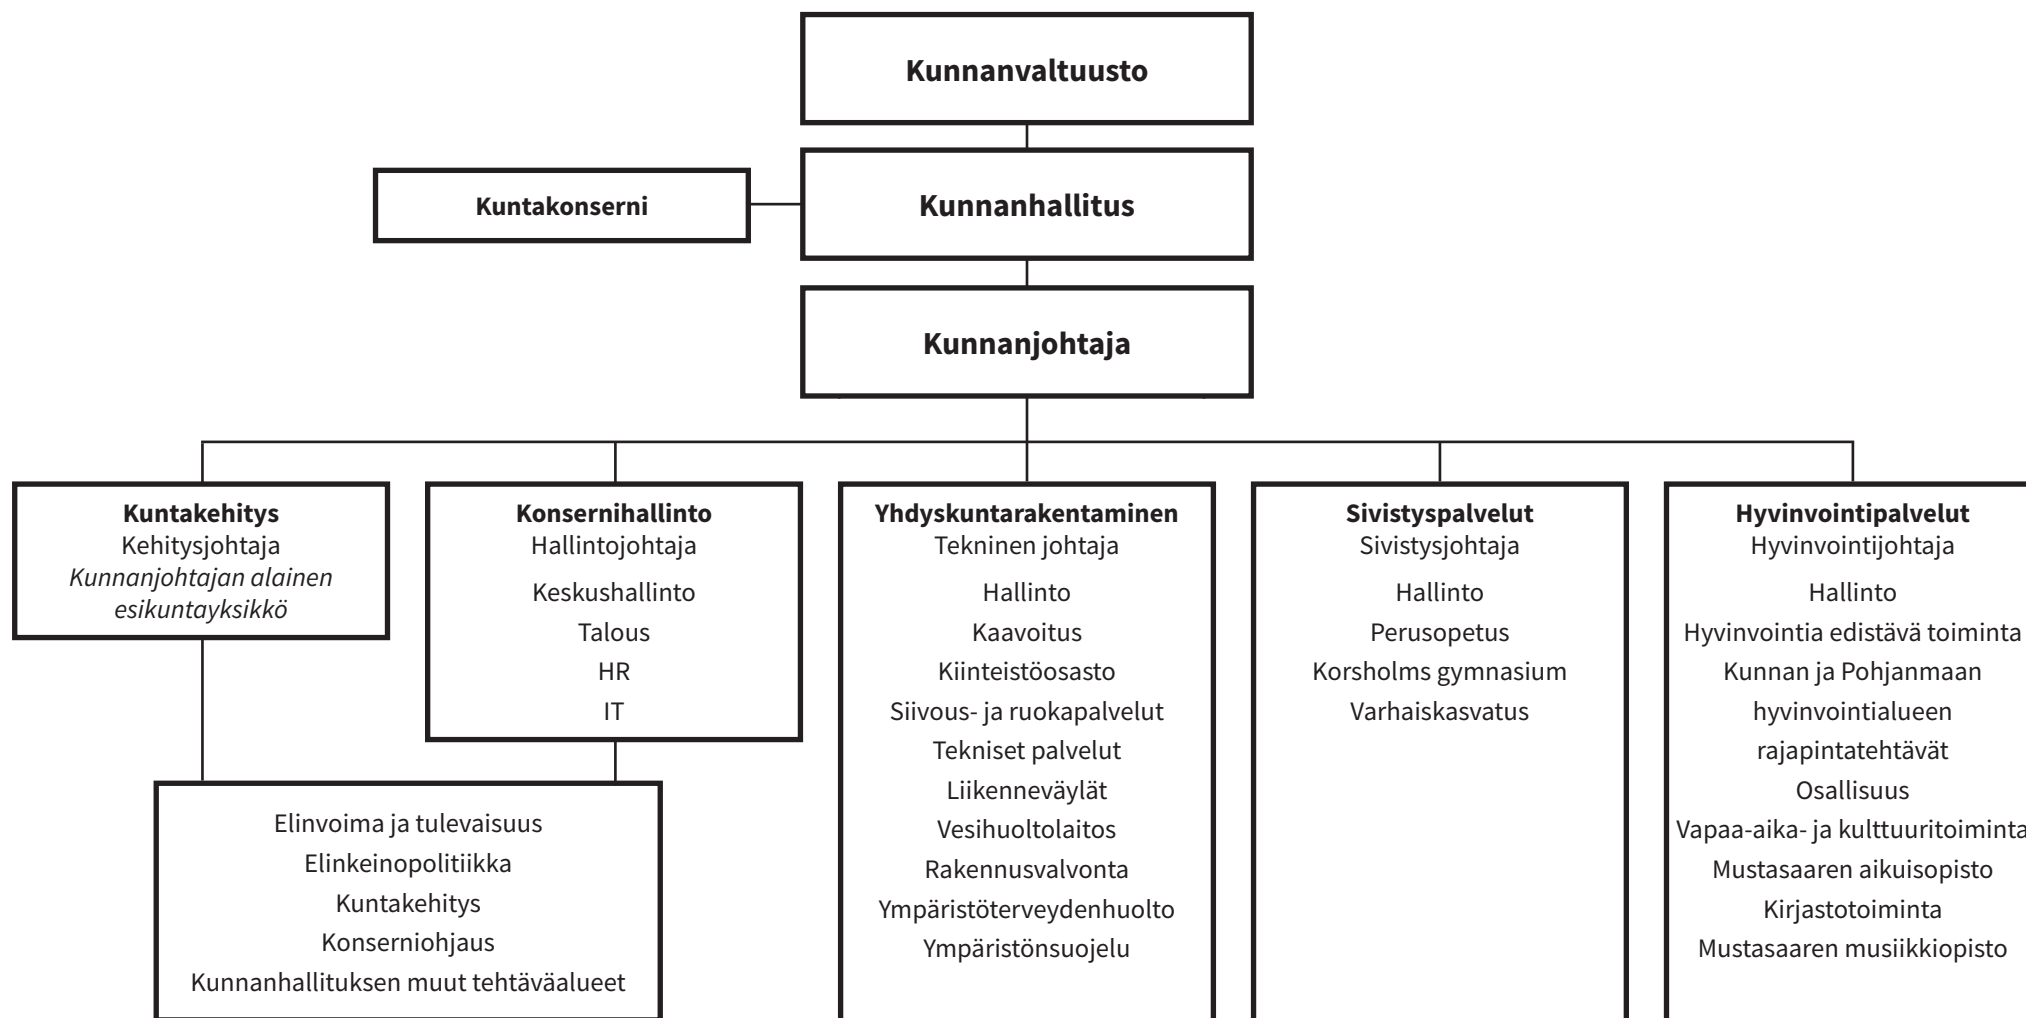 Kunnanvaltuusto
Kuntakonserni
Kunnanhallitus
Kunnanjohtaja
Kuntakehitys
Kehitysjohtaja
Kunnanjohtajan alainen
esikuntayksikkö
Konsernihallinto
Hallintojohtaja
Keskushallinto
Talous
HR
IT
Elinvoima ja tulevaisuus
Elinkeinopolitiikka
Kuntakehitys
Konserniohjaus
Kunnanhallituksen muut tehtäväalueet
Yhdyskuntarakentaminen
Tekninen johtaja
Hallinto
Kaavoitus
Kiinteistöosasto
Siivous- ja ruokapalvelut
Tekniset palvelut
Liikenneväylät
Vesihuoltolaitos
Rakennusvalvonta
Ympäristöterveydenhuolto
Ympäristönsuojelu
Sivistyspalvelut
Sivistysjohtaja
Hallinto
Perusopetus
Korsholms gymnasium
Varhaiskasvatus
Hyvinvointipalvelut
Hyvinvointijohtaja
Hallinto
Hyvinvointia edistävä toiminta
Kunnan ja Pohjanmaan
hyvinvointialueen
rajapintatehtävät
Osallisuus
Vapaa-aika- ja kulttuuritoiminta
Mustasaaren aikuisopisto
Kirjastotoiminta
Mustasaaren musiikkiopisto